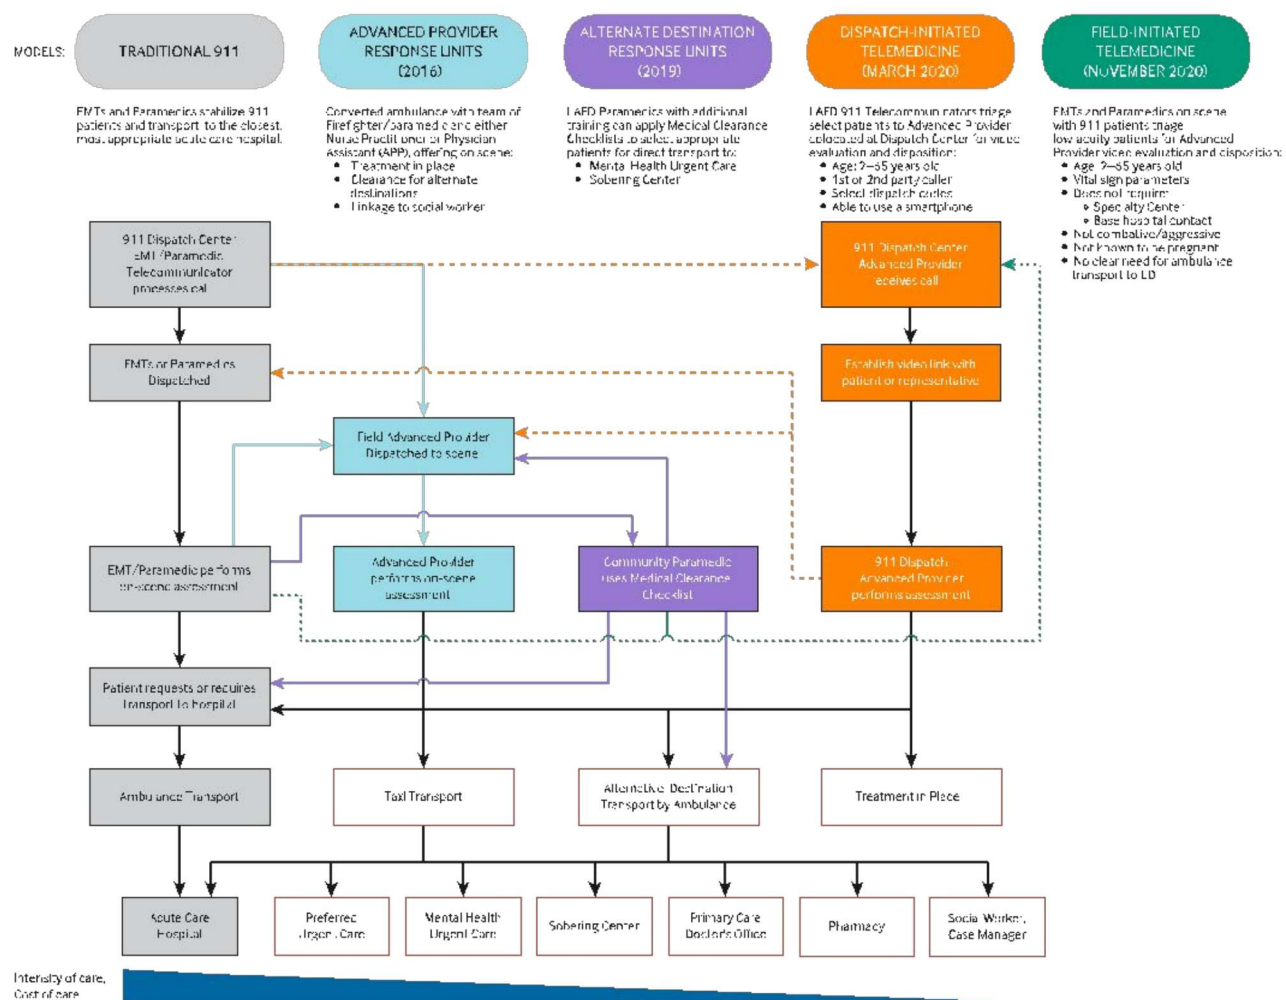 MODELS:
TRADITIONAL 911
ADVANCED PROVIDER
RESPONSE UNITS
(2016)
ALTERNATE DESTINATION
RESPONSE UNITS
(2019)
DISPATCH-INITIATED
TELEMEDICINE
(MARCH 2020)
FIELD-INITIATED
TELEMEDICINE
(NOVEMBER 2020)
EMTs and Paramedics stabilize 911
patients and transport to the closest,
most appropriate acute care hospital.
Converted ambulance with team of
Firefighter/paramedic and either
Nurse Practitioner or Physician
Assistant (APP), offering on scene:
• Treatment in place
• Clearance for alternate
destinations
• Linkage to social worker
LAFD Paramedics with additional
training can apply Medical Clearance
Checklists to select appropriate
patients for direct transport to:
• Mental Health Urgent Care
• Sobering Center
LAFD 911 Telecommunicators triage
select patients to Advanced Provider
colocated at Dispatch Center for video
evaluation and disposition:
• Age: 2–65 years old
• 1st or 2nd party caller
• Select dispatch codes
• Able to use a smartphone
EMTs and Paramedics on scene
with 911 patients triage
low acuity patients for Advanced
Provider video evaluation and disposition:
• Age: 2–65 years old
• Vital sign parameters
• Does not require:
Specialty Center
Base hospital contact
• Not combative/aggressive
• Not known to be pregnant
• No clear need for ambulance
transport to ED
911 Dispatch Center
EMT/Paramedic
Telecommunicator
processes call
911 Dispatch Center
Advanced Provider
receives call
EMTs or Paramedics
Dispatched
Establish video link with
patient or representative
Field Advanced Provider
Dispatched to scene
EMT/Paramedic performs
on-scene assessment
Advanced Provider
performs on-scene
assessment
Community Paramedic
uses Medical Clearance
Checklist
911 Dispatch
Advanced Provider
performs assessment
Patient requests or requires
Transport to Hospital
Ambulance Transport
Taxi Transport
Alternative Destination
Transport by Ambulance
Treatment in Place
Acute Care
Hospital
Preferred
Urgent Care
Mental Health
Urgent Care
Sobering Center
Primary Care
Doctor's Office
Pharmacy
Social Worker,
Case Manager
Intensity of care,
Cost of care